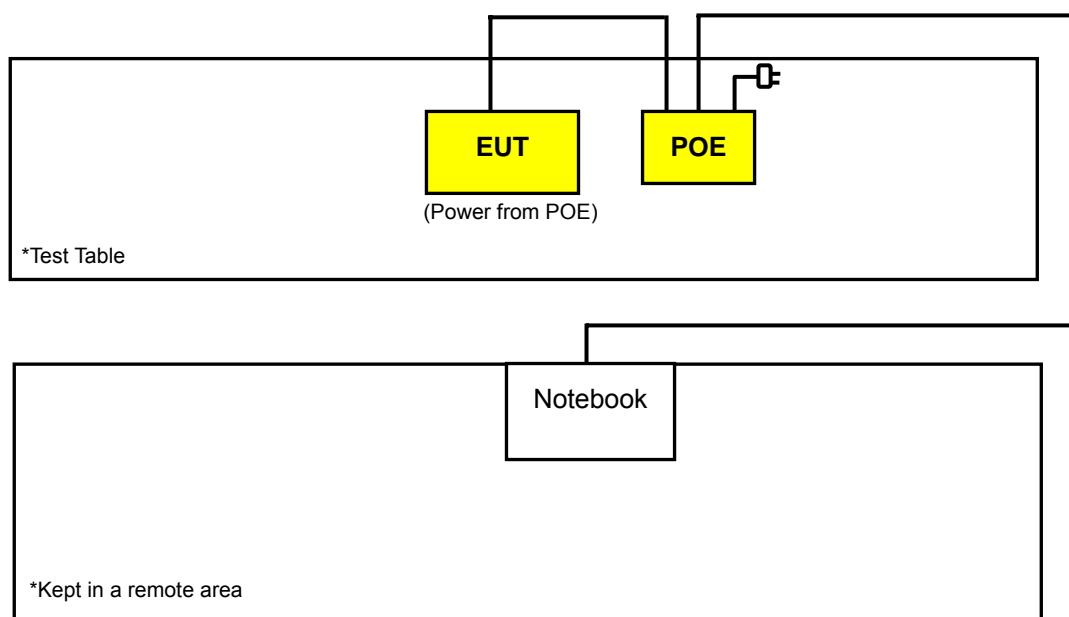 EUT
POE
(Power from POE)
*Test Table
Notebook
*Kept in a remote area